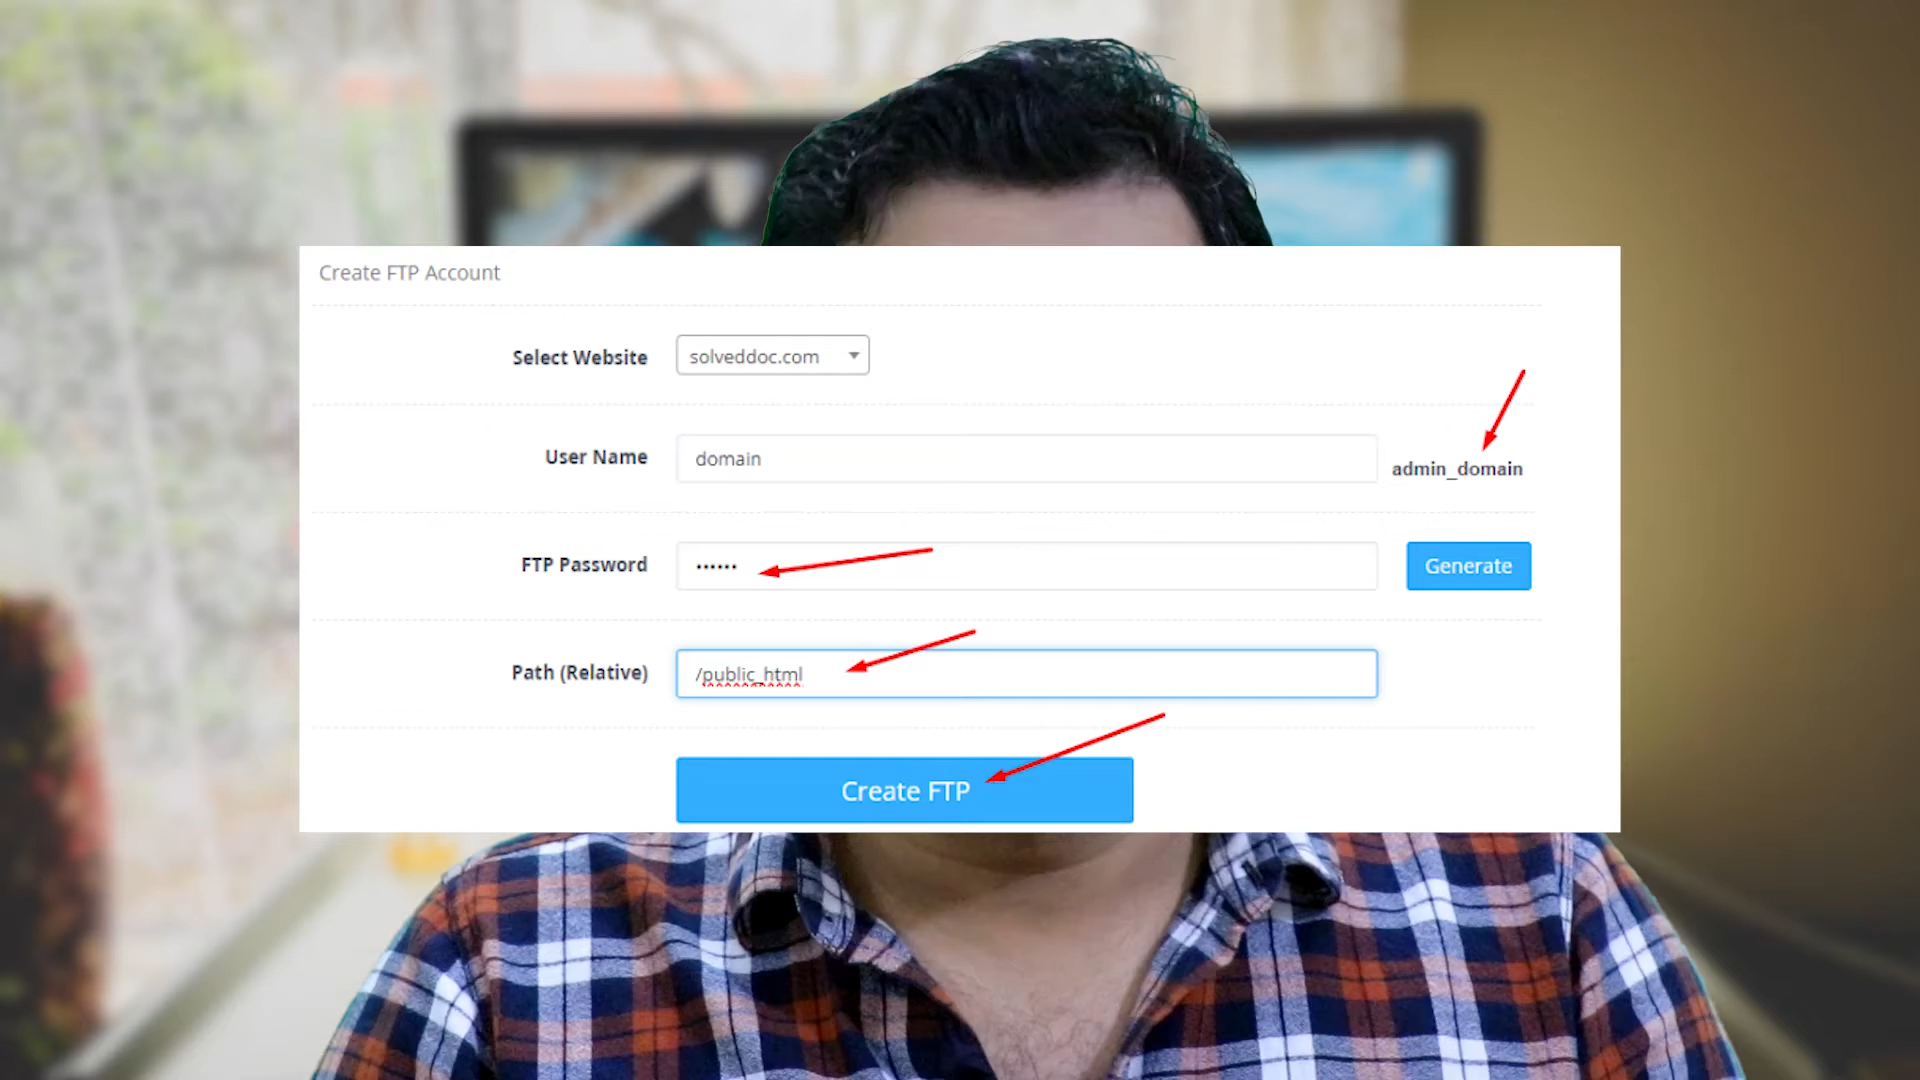 Create FTP Account
Select Website solveddoc.com
User Name domain admin_domain
FTP Password •••••• Generate
Path (Relative) /public_html
Create FTP